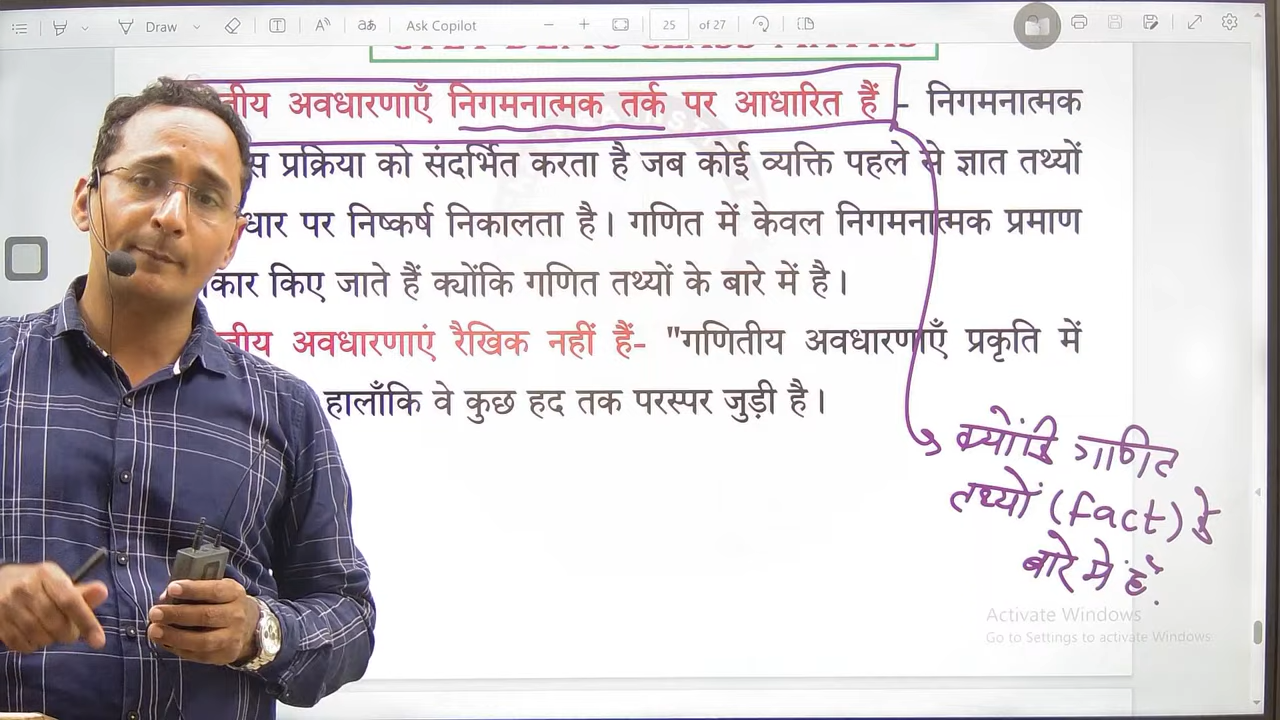 Draw
Ask Copilot
25 of 27
अवधारणाएँ निगमनात्मक तर्क पर आधारित हैं - निगमनात्मक
प्रक्रिया को संदर्भित करता है जब कोई व्यक्ति पहले से ज्ञात तथ्यों
पर निष्कर्ष निकालता है। गणित में केवल निगमनात्मक प्रमाण
किए जाते हैं क्योंकि गणित तथ्यों के बारे में है।
अवधारणाएं रैखिक नहीं हैं- "गणितीय अवधारणाएँ प्रकृति में
हालाँकि वे कुछ हद तक परस्पर जुड़ी है।
क्योंकि गणित
तथ्यों (fact) के
बारे में है.
Activate Windows
Go to Settings to activate Windows.